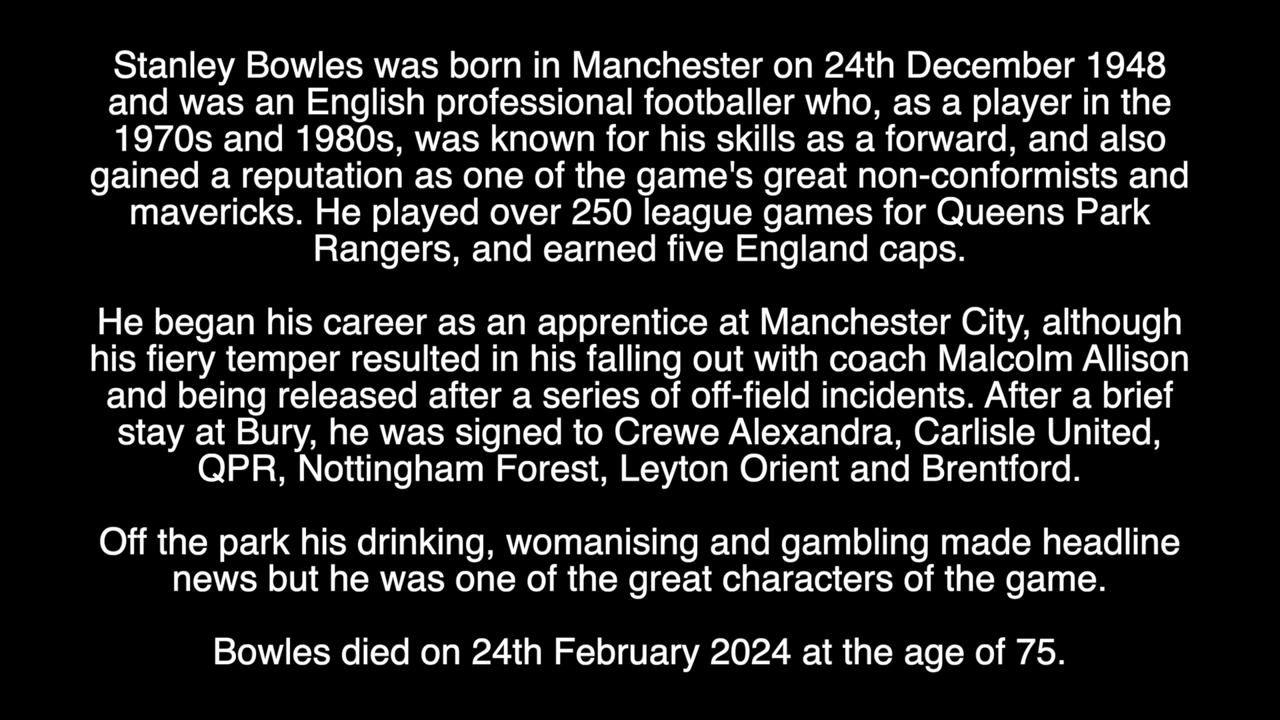 Stanley Bowles was born in Manchester on 24th December 1948
and was an English professional footballer who, as a player in the
1970s and 1980s, was known for his skills as a forward, and also
gained a reputation as one of the game's great non-conformists and
mavericks. He played over 250 league games for Queens Park
Rangers, and earned five England caps.
He began his career as an apprentice at Manchester City, although
his fiery temper resulted in his falling out with coach Malcolm Allison
and being released after a series of off-field incidents. After a brief
stay at Bury, he was signed to Crewe Alexandra, Carlisle United,
QPR, Nottingham Forest, Leyton Orient and Brentford.
Off the park his drinking, womanising and gambling made headline
news but he was one of the great characters of the game.
Bowles died on 24th February 2024 at the age of 75.